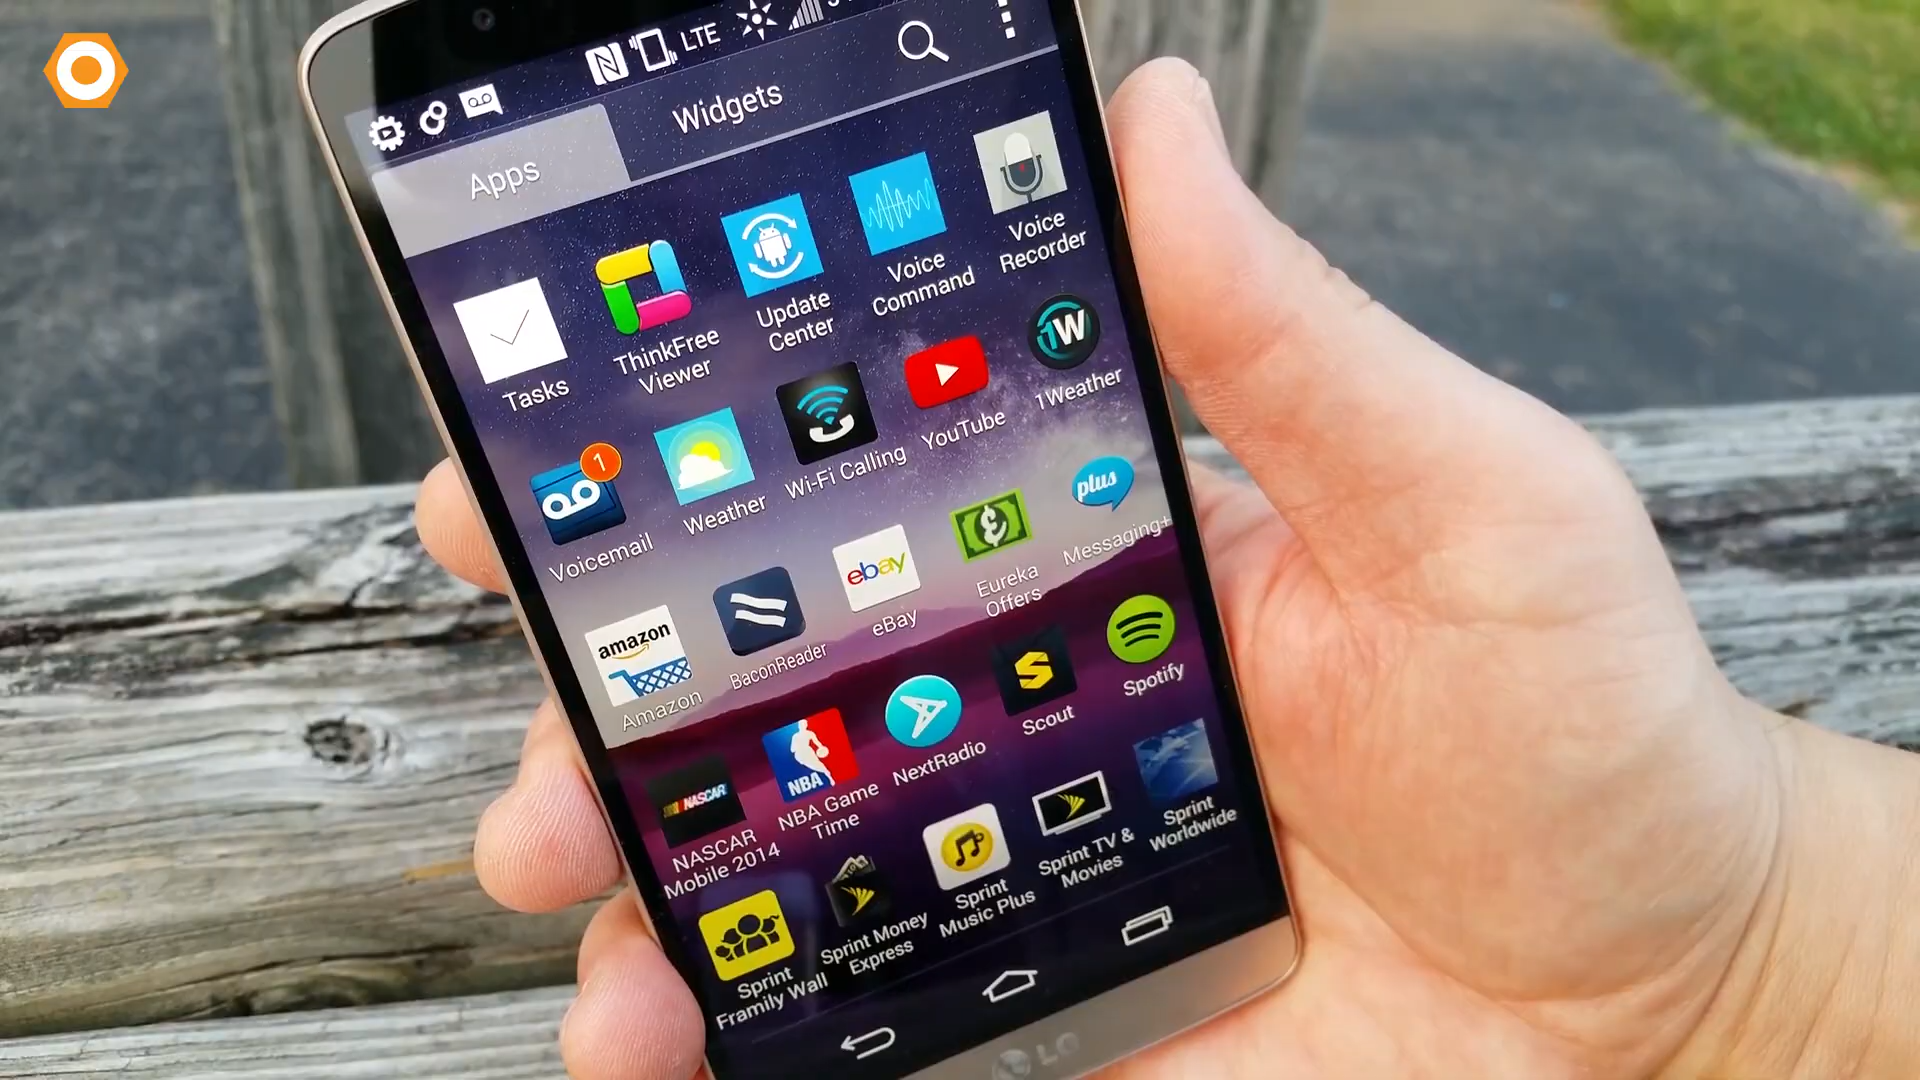 LTE
Apps
Widgets
Tasks
ThinkFree
Viewer
Update
Center
Voice
Command
Voice
Recorder
1
Voicemail
Weather
Wi-Fi Calling
YouTube
1W
1Weather
amazon
Amazon
BaconReader
ebay
eBay
Eureka
Offers
plus
Messaging+
NASCAR
NASCAR
Mobile 2014
NBA
NBA Game
Time
NextRadio
S
Scout
Spotify
Sprint
Framily Wall
Sprint Money
Express
Sprint
Music Plus
Sprint TV &
Movies
Sprint
Worldwide
LG